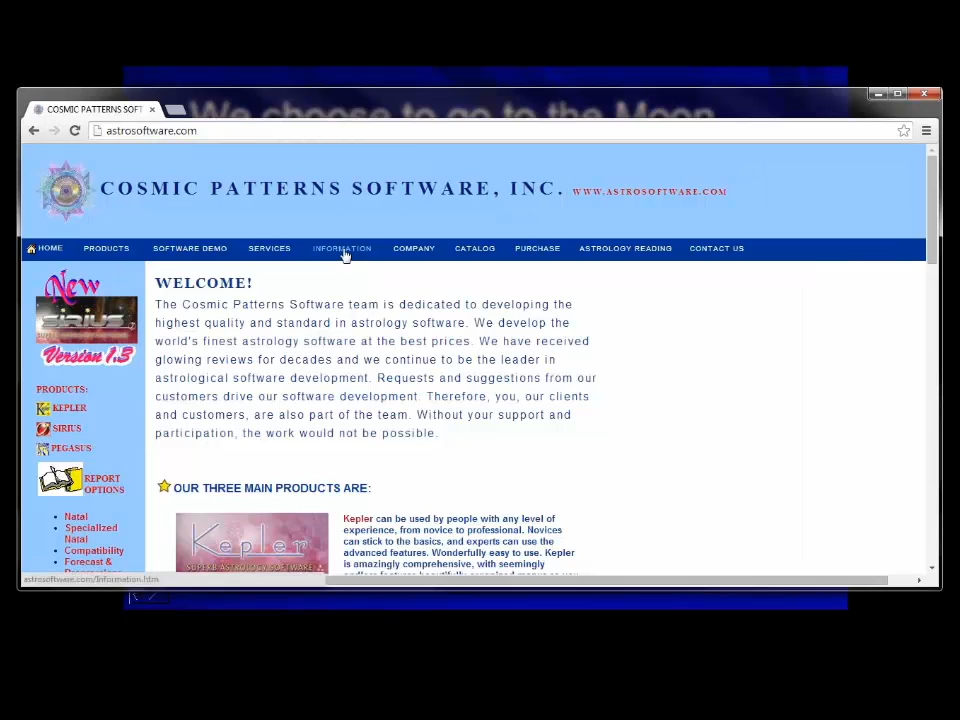 We choose to go to the Moon
COSMIC PATTERNS SOFT
astrosoftware.com
COSMIC PATTERNS SOFTWARE, INC. WWW.ASTROSOFTWARE.COM
HOME PRODUCTS SOFTWARE DEMO SERVICES INFORMATION COMPANY CATALOG PURCHASE ASTROLOGY READING CONTACT US
New
SIRIUS
Version 1.3
PRODUCTS:
KEPLER
SIRIUS
PEGASUS
REPORT
OPTIONS
Natal
Specialized
Natal
Compatibility
Forecast &
WELCOME!
The Cosmic Patterns Software team is dedicated to developing the
highest quality and standard in astrology software. We develop the
world's finest astrology software at the best prices. We have received
glowing reviews for decades and we continue to be the leader in
astrological software development. Requests and suggestions from our
customers drive our software development. Therefore, you, our clients
and customers, are also part of the team. Without your support and
participation, the work would not be possible.
OUR THREE MAIN PRODUCTS ARE:
Kepler
SUPERB ASTROLOGY SOFTWARE
Kepler can be used by people with any level of
experience, from novice to professional. Novices
can stick to the basics, and experts can use the
advanced features. Wonderfully easy to use. Kepler
is amazingly comprehensive, with seemingly
astrosoftware.com/Information.htm